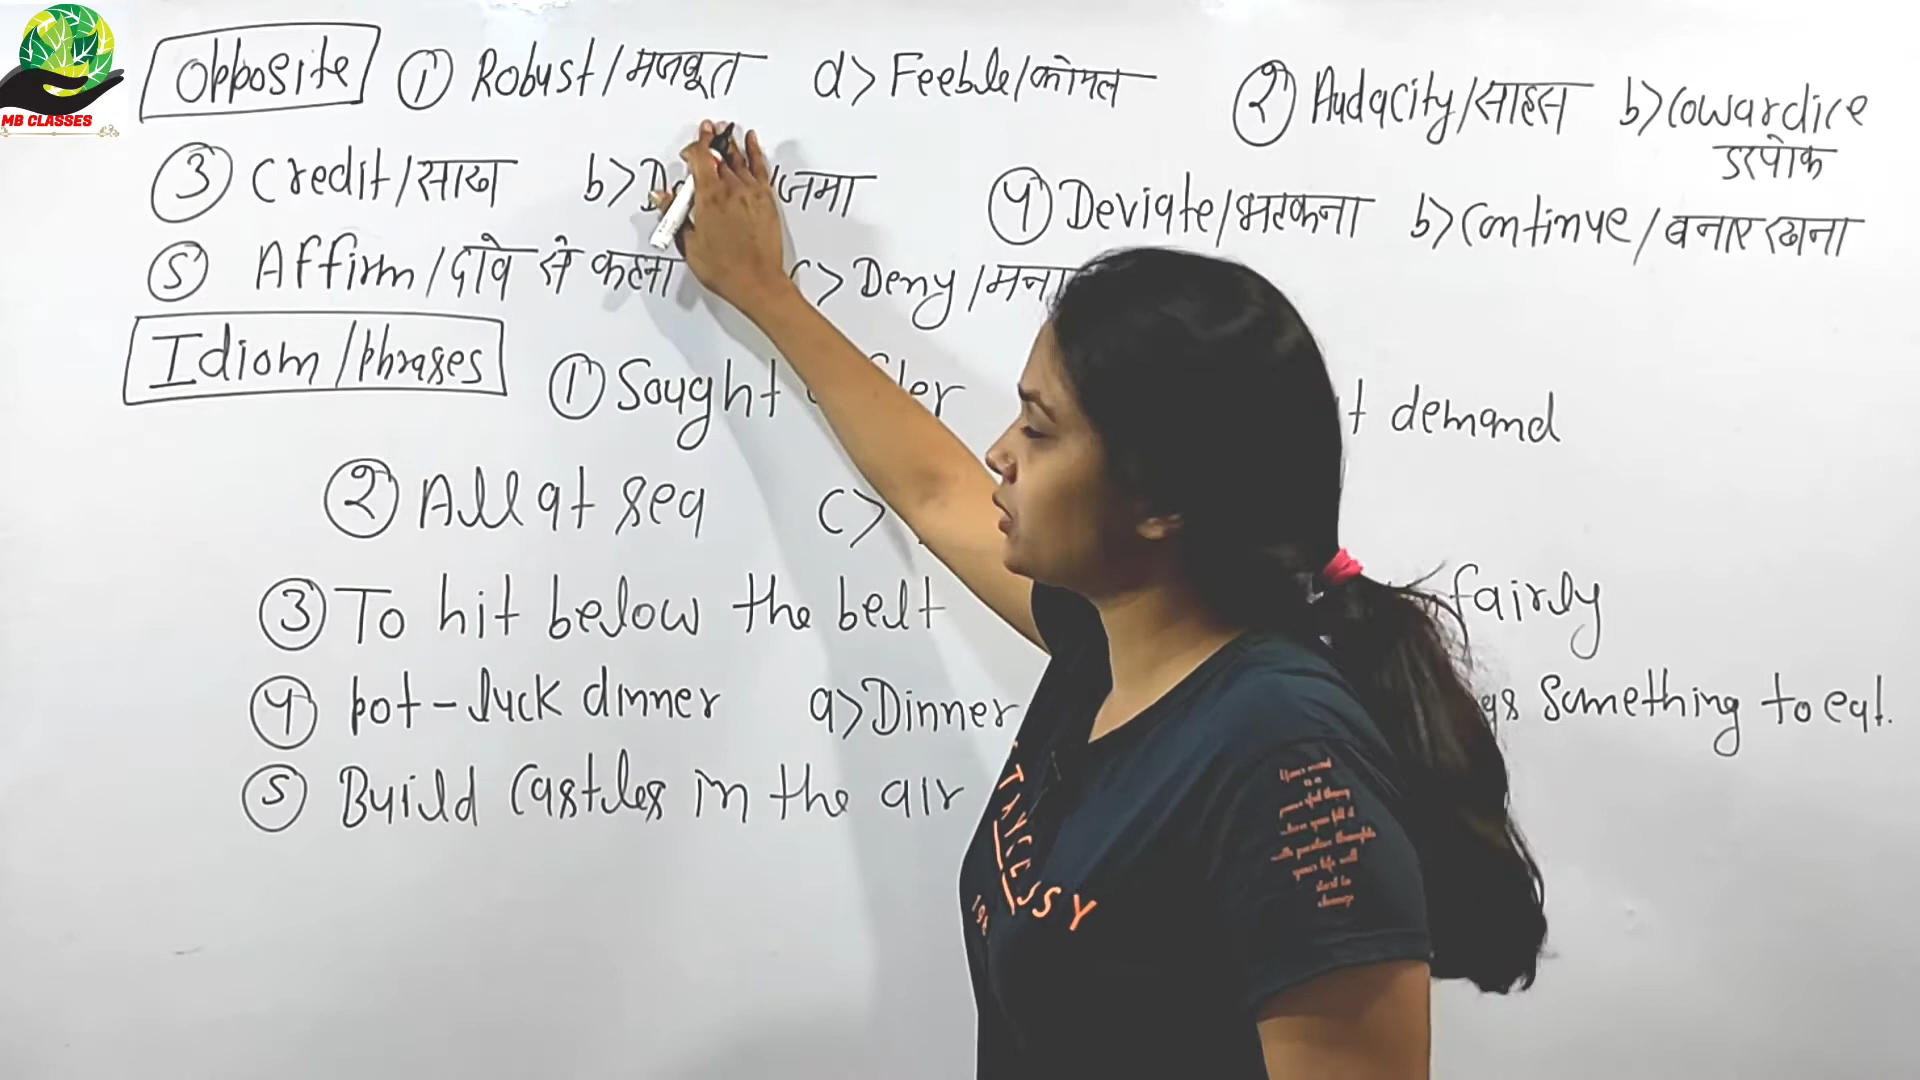 MB CLASSES
Opposite ① Robust/मजबूत d> Feeble/कोमल ② Audacity/साहस b> Cowardice
डरपोक
③ Credit/साख b> /जमा ④ Deviate/भटकना b> Continue/बनाए रखना
⑤ Affirm/दावे से कहना c> Deny/मना
Idiom/phrases ① Sought demand
② All at sea c>
③ To hit below the belt fairly
④ pot-luck dinner a> Dinner something to eat.
⑤ Build Castles in the air